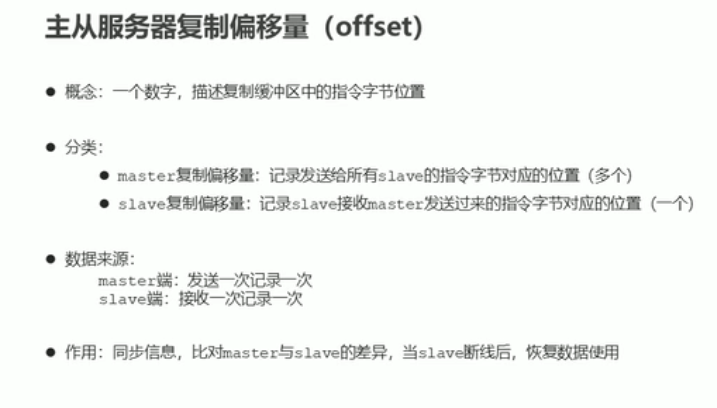 主从服务器复制偏移量（offset）
● 概念：一个数字，描述复制缓冲区中的指令字节位置
● 分类：
● master复制偏移量：记录发送给所有slave的指令字节对应的位置（多个）
● slave复制偏移量：记录slave接收master发送过来的指令字节对应的位置（一个）
● 数据来源：
master端：发送一次记录一次
slave端：接收一次记录一次
● 作用：同步信息，比对master与slave的差异，当slave断线后，恢复数据使用